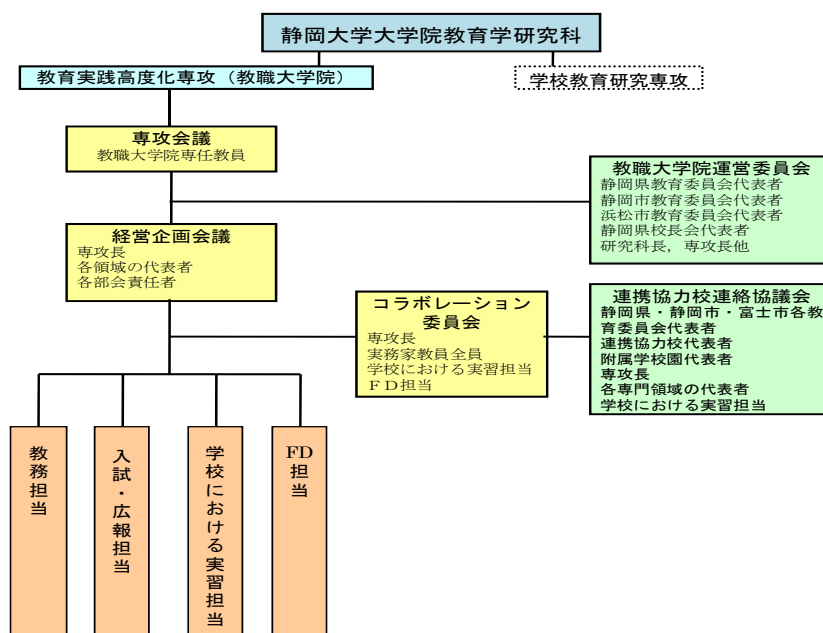 静岡大学大学院教育学研究科
教育実践高度化専攻（教職大学院）
学校教育研究専攻
専攻会議
教職大学院専任教員
教職大学院運営委員会
静岡県教育委員会代表者
静岡市教育委員会代表者
浜松市教育委員会代表者
静岡県校長会代表者
研究科長，専攻長他
経営企画会議
専攻長
各領域の代表者
各部会責任者
コラボレーション
委員会
専攻長
実務家教員全員
学校における実習担当
ＦＤ担当
連携協力校連絡協議会
静岡県・静岡市・富士市各教
育委員会代表者
連携協力校代表者
附属学校園代表者
専攻長
各専門領域の代表者
学校における実習担当
教務担当
入試・広報担当
学校における実習担当
FD担当